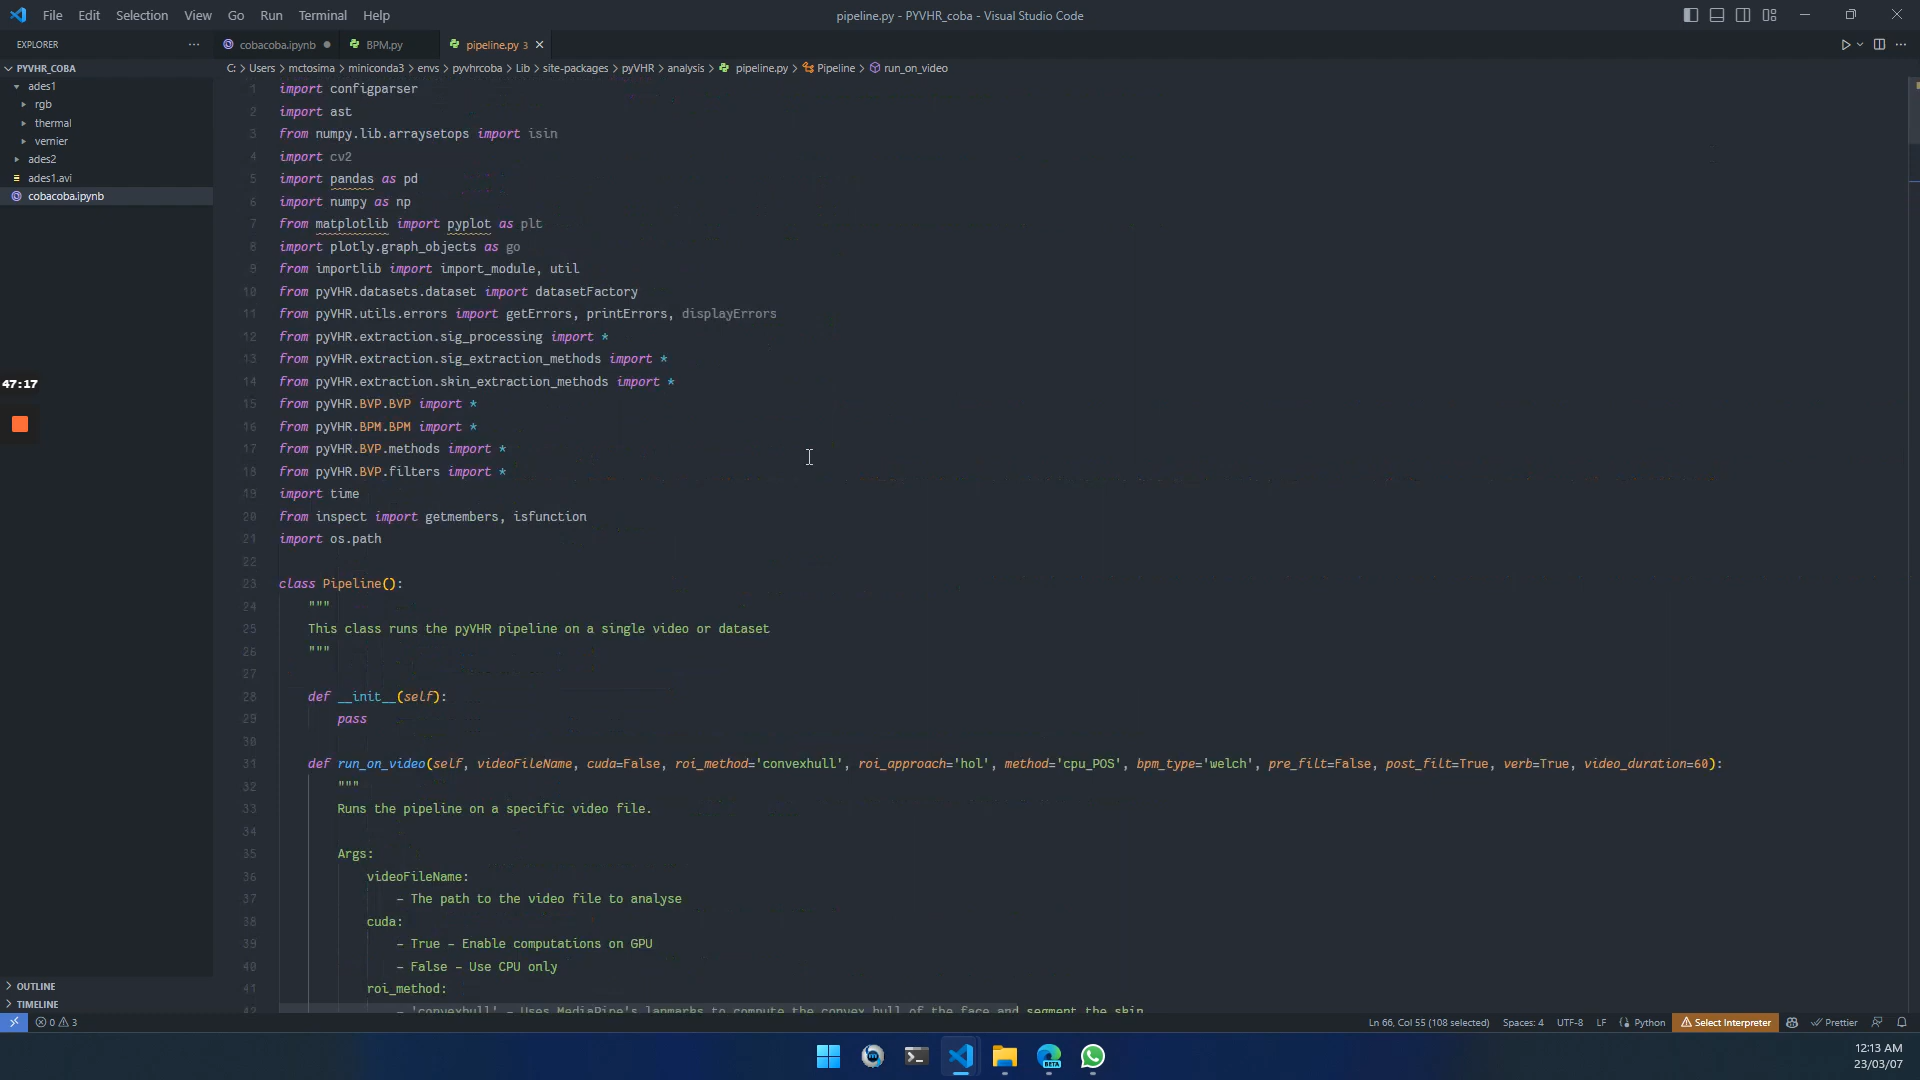 File Edit Selection View Go Run Terminal Help
pipeline.py - PYVHR_coba - Visual Studio Code
EXPLORER
cobacoba.ipynb
BPM.py
pipeline.py 3
PYVHR_COBA
C: > Users > mctosima > miniconda3 > envs > pyvhrcoba > Lib > site-packages > pyVHR > analysis > pipeline.py > Pipeline > run_on_video
ades1
rgb
thermal
vernier
ades2
ades1.avi
cobacoba.ipynb
47:17
1 import configparser
2 import ast
3 from numpy.lib.arraysetops import isin
4 import cv2
5 import pandas as pd
6 import numpy as np
7 from matplotlib import pyplot as plt
8 import plotly.graph_objects as go
9 from importlib import import_module, util
10 from pyVHR.datasets.dataset import datasetFactory
11 from pyVHR.utils.errors import getErrors, printErrors, displayErrors
12 from pyVHR.extraction.sig_processing import *
13 from pyVHR.extraction.sig_extraction_methods import *
14 from pyVHR.extraction.skin_extraction_methods import *
15 from pyVHR.BVP.BVP import *
16 from pyVHR.BPM.BPM import *
17 from pyVHR.BVP.methods import *
18 from pyVHR.BVP.filters import *
19 import time
20 from inspect import getmembers, isfunction
21 import os.path
22
23 class Pipeline():
24 """
25 This class runs the pyVHR pipeline on a single video or dataset
26 """
27
28 def __init__(self):
29 pass
30
31 def run_on_video(self, videoFileName, cuda=False, roi_method='convexhull', roi_approach='hol', method='cpu_POS', bpm_type='welch', pre_filt=False, post_filt=True, verb=True, video_duration=60):
32 """
33 Runs the pipeline on a specific video file.
34
35 Args:
36 videoFileName:
37 - The path to the video file to analyse
38 cuda:
39 - True - Enable computations on GPU
40 - False - Use CPU only
41 roi_method:
42 - 'convexhull' - Uses MediaPipe's lanmarks to compute the convex hull of the face and segment the skin
OUTLINE
TIMELINE
0 3
Ln 66, Col 55 (108 selected) Spaces: 4 UTF-8 LF Python Select Interpreter Prettier
BETA
12:13 AM
23/03/07